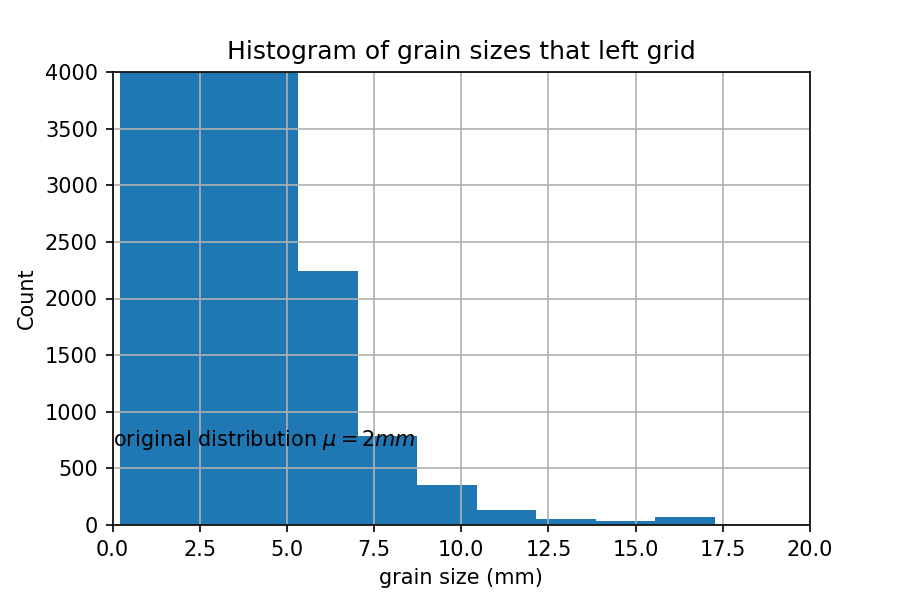 Histogram of grain sizes that left grid
4000
3500
3000
2500
2000
1500
1000
500
0
Count
original distribution μ = 2mm
0.0 2.5 5.0 7.5 10.0 12.5 15.0 17.5 20.0
grain size (mm)